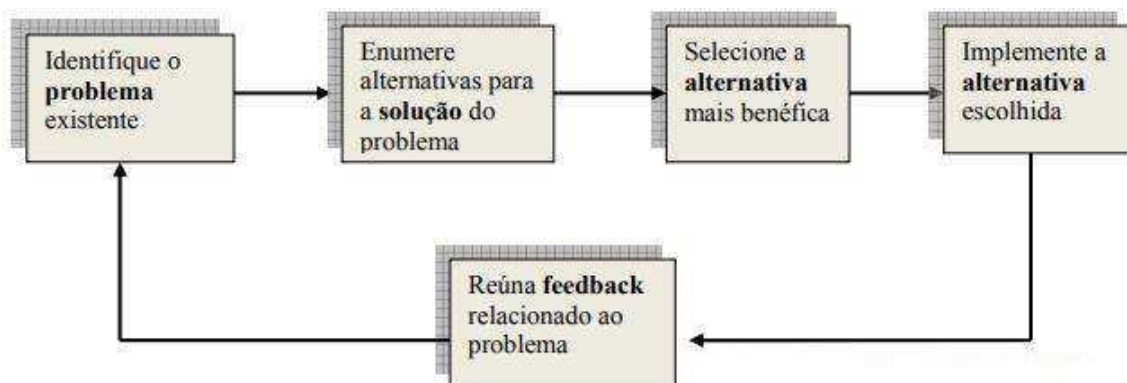 Identifique o
problema
existente
Enumere
alternativas para
a solução do
problema
Selecione a
alternativa
mais benéfica
Implemente a
alternativa
escolhida
Reúna feedback
relacionado ao
problema